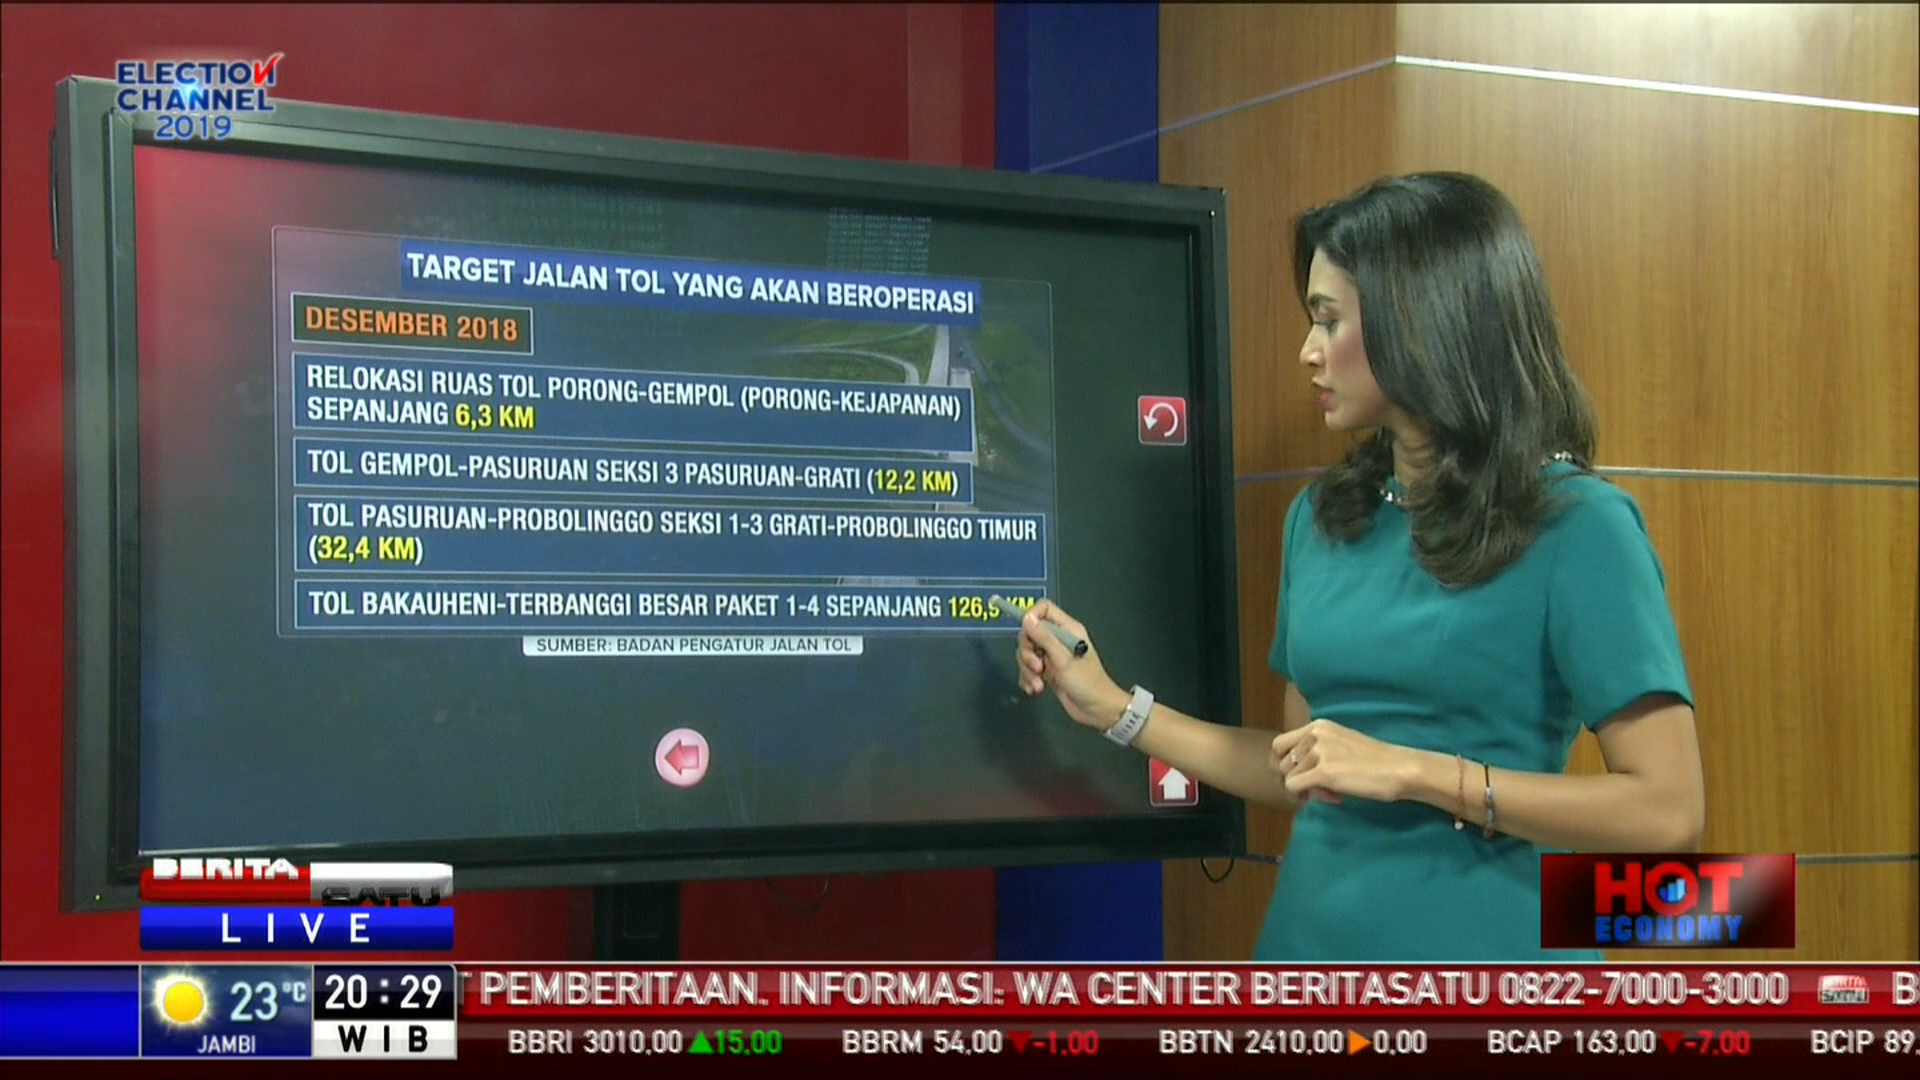 ELECTION
CHANNEL
2019
TARGET JALAN TOL YANG AKAN BEROPERASI
DESEMBER 2018
RELOKASI RUAS TOL PORONG-GEMPOL (PORONG-KEJAPANAN)
SEPANJANG 6,3 KM
TOL GEMPOL-PASURUAN SEKSI 3 PASURUAN-GRATI (12,2 KM)
TOL PASURUAN-PROBOLINGGO SEKSI 1-3 GRATI-PROBOLINGGO TIMUR
(32,4 KM)
TOL BAKAUHENI-TERBANGGI BESAR PAKET 1-4 SEPANJANG 126,9 KM
SUMBER: BADAN PENGATUR JALAN TOL
BERITA
SATU
LIVE
HOT
ECONOMY
23°C
JAMBI
20:29
WIB
T PEMBERITAAN. INFORMASI: WA CENTER BERITASATU 0822-7000-3000
BBRI 3010,00 ▲15,00 BBRM 54,00 ▼-1,00 BBTN 2410,00 ▶0,00 BCAP 163,00 ▼-7,00 BCIP 89,